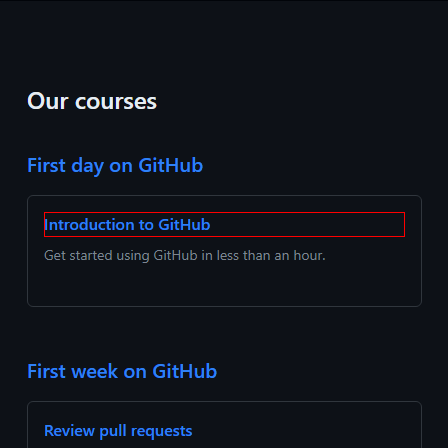 Our courses
First day on GitHub
Introduction to GitHub
Get started using GitHub in less than an hour.
First week on GitHub
Review pull requests